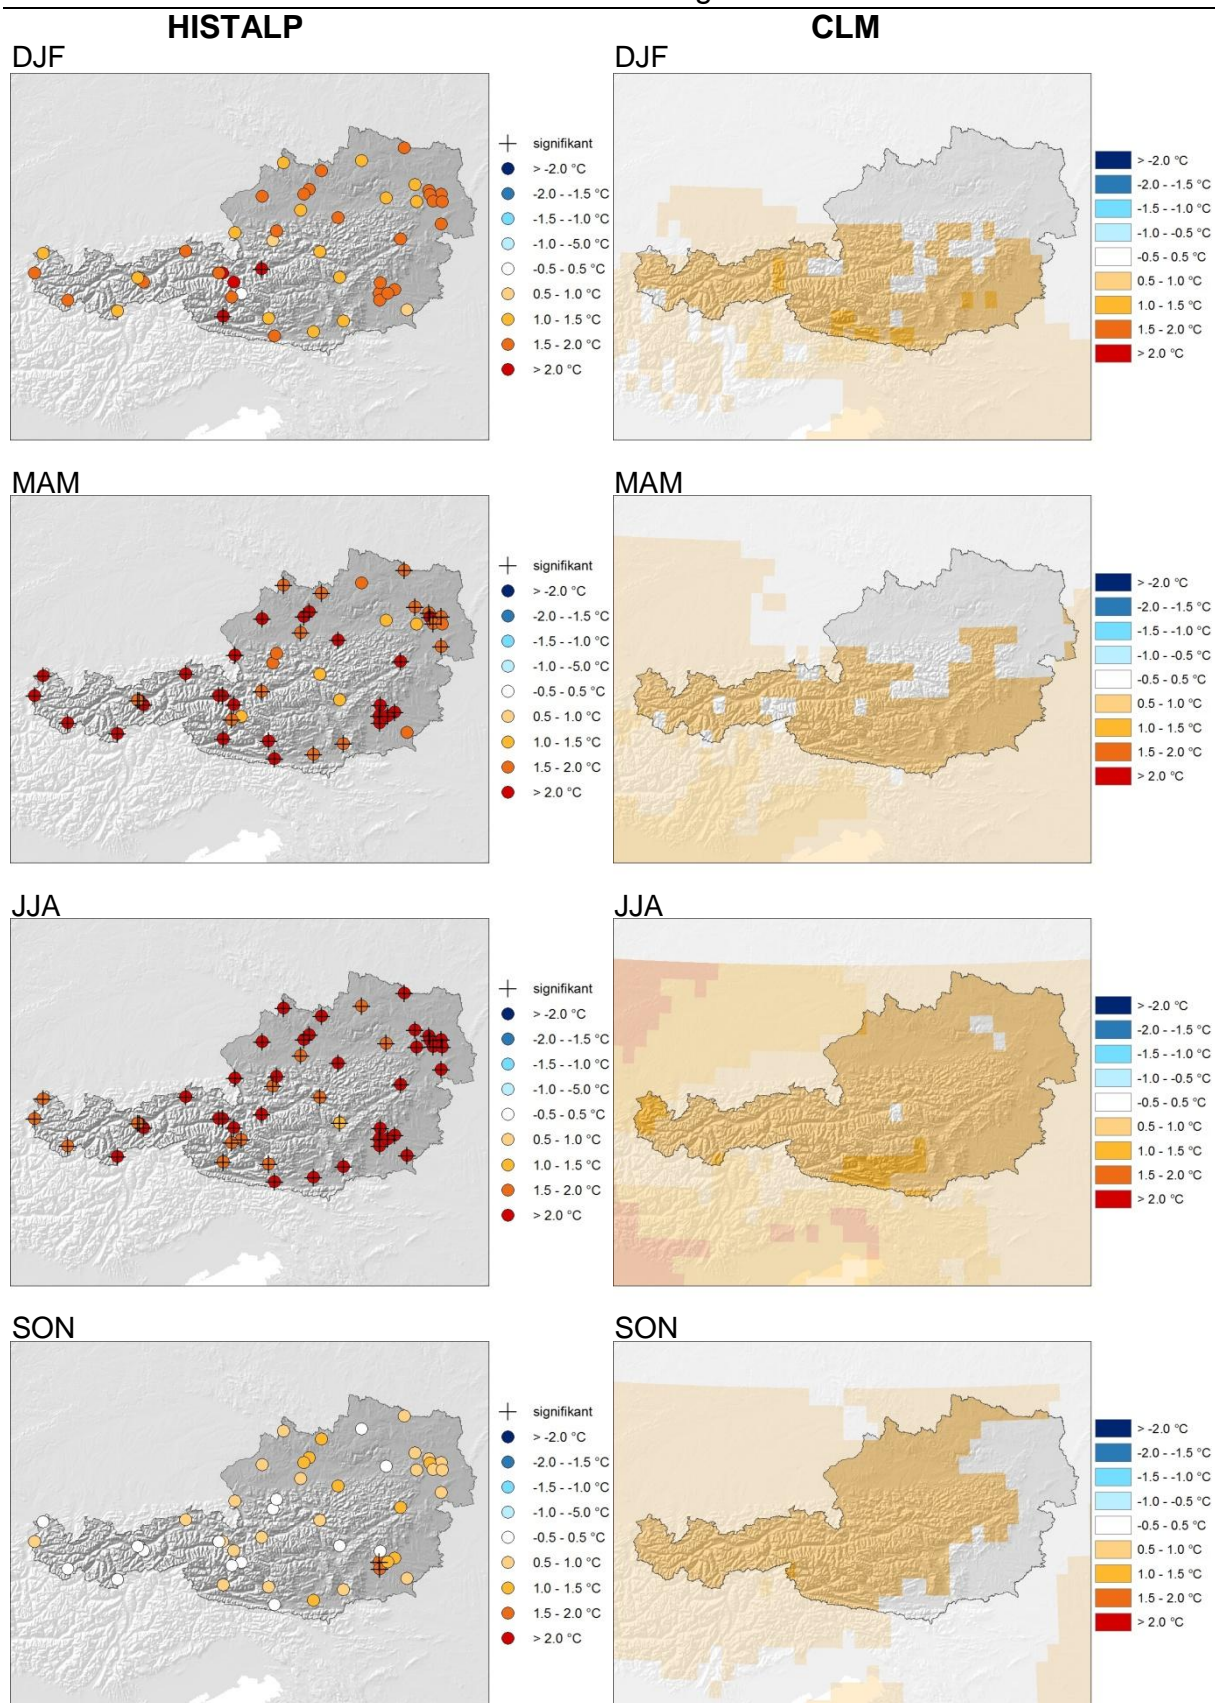 HISTALP CLM
DJF DJF
signifikant
> -2.0 °C
-2.0 - -1.5 °C
-1.5 - -1.0 °C
-1.0 - -5.0 °C
-0.5 - 0.5 °C
0.5 - 1.0 °C
1.0 - 1.5 °C
1.5 - 2.0 °C
> 2.0 °C
> -2.0 °C
-2.0 - -1.5 °C
-1.5 - -1.0 °C
-1.0 - -0.5 °C
-0.5 - 0.5 °C
0.5 - 1.0 °C
1.0 - 1.5 °C
1.5 - 2.0 °C
> 2.0 °C
MAM MAM
signifikant
> -2.0 °C
-2.0 - -1.5 °C
-1.5 - -1.0 °C
-1.0 - -5.0 °C
-0.5 - 0.5 °C
0.5 - 1.0 °C
1.0 - 1.5 °C
1.5 - 2.0 °C
> 2.0 °C
> -2.0 °C
-2.0 - -1.5 °C
-1.5 - -1.0 °C
-1.0 - -0.5 °C
-0.5 - 0.5 °C
0.5 - 1.0 °C
1.0 - 1.5 °C
1.5 - 2.0 °C
> 2.0 °C
JJA JJA
signifikant
> -2.0 °C
-2.0 - -1.5 °C
-1.5 - -1.0 °C
-1.0 - -5.0 °C
-0.5 - 0.5 °C
0.5 - 1.0 °C
1.0 - 1.5 °C
1.5 - 2.0 °C
> 2.0 °C
> -2.0 °C
-2.0 - -1.5 °C
-1.5 - -1.0 °C
-1.0 - -0.5 °C
-0.5 - 0.5 °C
0.5 - 1.0 °C
1.0 - 1.5 °C
1.5 - 2.0 °C
> 2.0 °C
SON SON
signifikant
> -2.0 °C
-2.0 - -1.5 °C
-1.5 - -1.0 °C
-1.0 - -5.0 °C
-0.5 - 0.5 °C
0.5 - 1.0 °C
1.0 - 1.5 °C
1.5 - 2.0 °C
> 2.0 °C
> -2.0 °C
-2.0 - -1.5 °C
-1.5 - -1.0 °C
-1.0 - -0.5 °C
-0.5 - 0.5 °C
0.5 - 1.0 °C
1.0 - 1.5 °C
1.5 - 2.0 °C
> 2.0 °C